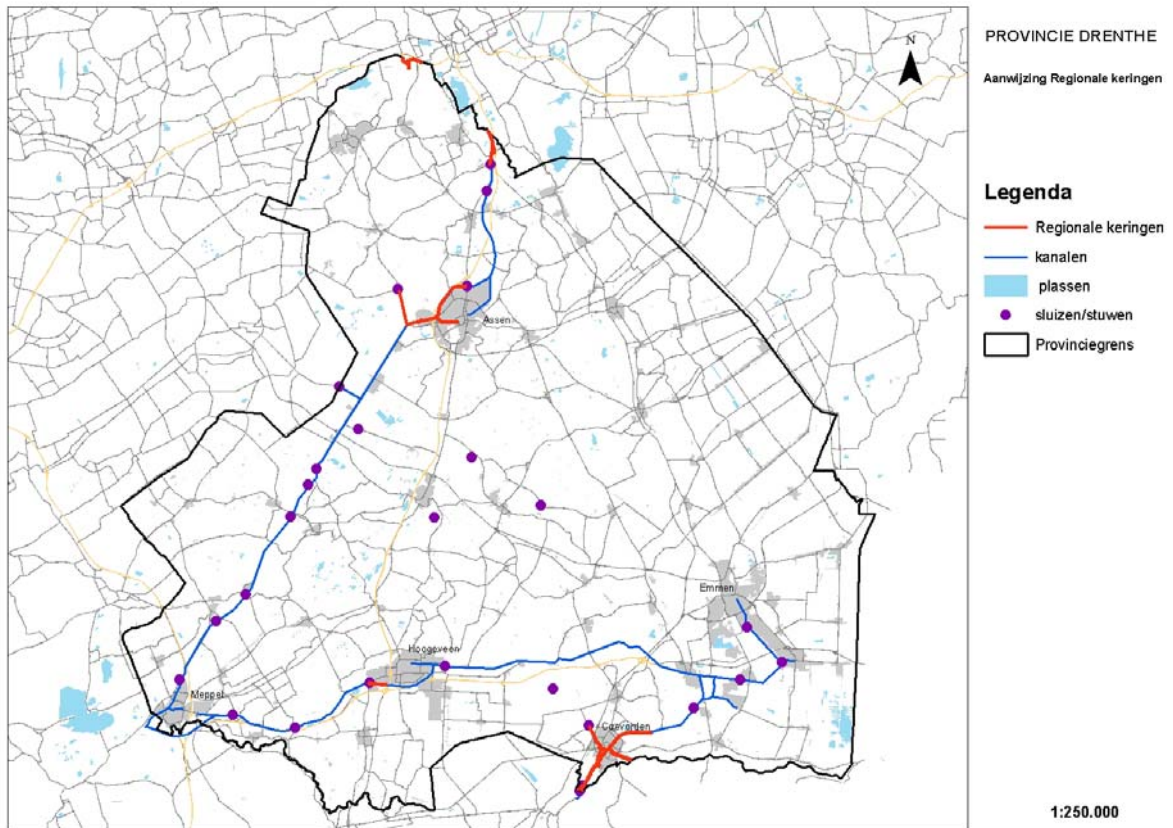 PROVINCIE DRENTHE
Aanwijzing Regionale keringen
N
Legenda
Regionale keringen
kanalen
plassen
sluizen/stuwen
Provinciegrens
Assen
Emmen
Hoogeveen
Meppel
Coevorden
1:250.000